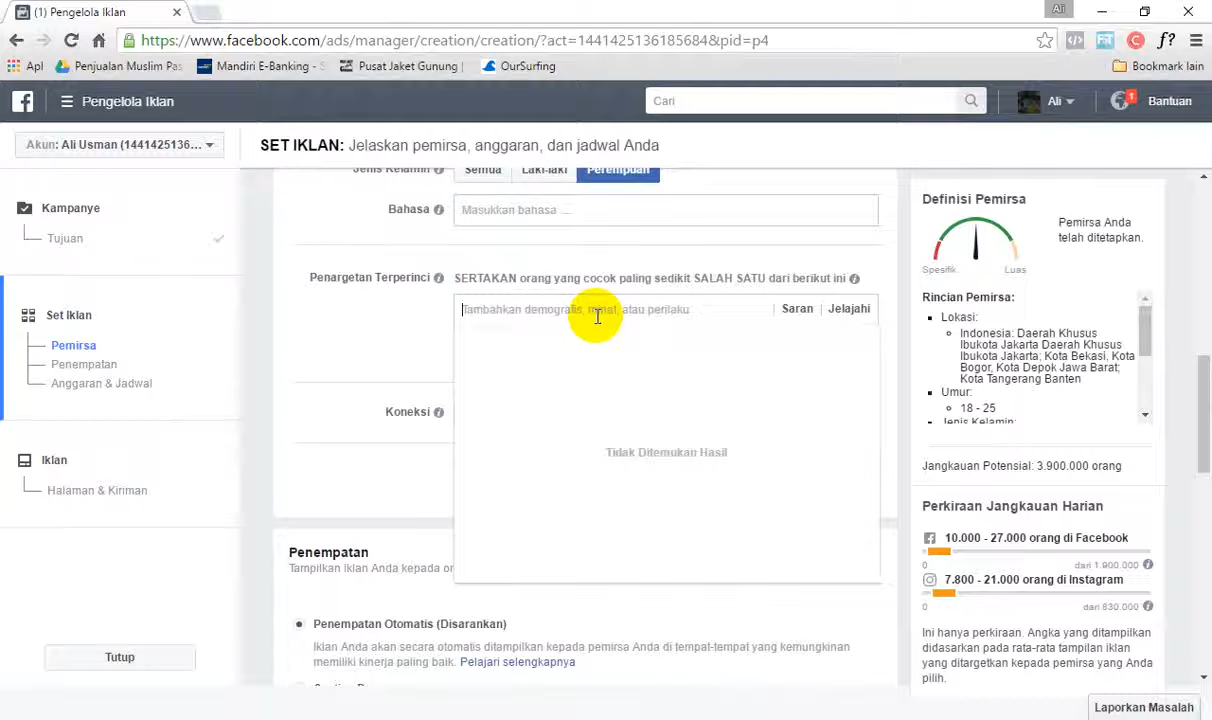 (1) Pengelola Iklan
Ali
https://www.facebook.com/ads/manager/creation/creation/?act=1441425136185684&pid=p4
f?
Apl
Penjualan Muslim Pas
Mandiri E-Banking - S
Pusat Jaket Gunung |
OurSurfing
Bookmark lain
Pengelola Iklan
Cari
Ali
1
Bantuan
Akun: Ali Usman (1441425136...
SET IKLAN: Jelaskan pemirsa, anggaran, dan jadwal Anda
Kampanye
Tujuan
Set Iklan
Pemirsa
Penempatan
Anggaran & Jadwal
Iklan
Halaman & Kiriman
Tutup
Jenis Kelamin
Semua
Laki-laki
Perempuan
Bahasa
Masukkan bahasa ...
Penargetan Terperinci
SERTAKAN orang yang cocok paling sedikit SALAH SATU dari berikut ini
Tambahkan demografis, minat, atau perilaku
Saran
Jelajahi
Koneksi
Tidak Ditemukan Hasil
Penempatan
Tampilkan iklan Anda kepada
Penempatan Otomatis (Disarankan)
Iklan Anda akan secara otomatis ditampilkan kepada pemirsa Anda di tempat-tempat yang kemungkinan
memiliki kinerja paling baik. Pelajari selengkapnya
Definisi Pemirsa
Spesifik
Luas
Pemirsa Anda
telah ditetapkan.
Rincian Pemirsa:
Lokasi:
Indonesia: Daerah Khusus
Ibukota Jakarta Daerah Khusus
Ibukota Jakarta; Kota Bekasi, Kota
Bogor, Kota Depok Jawa Barat;
Kota Tangerang Banten
Umur:
18 - 25
Jenis Kelamin:
Jangkauan Potensial: 3.900.000 orang
Perkiraan Jangkauan Harian
10.000 - 27.000 orang di Facebook
0
dari 1.900.000
7.800 - 21.000 orang di Instagram
0
dari 830.000
Ini hanya perkiraan. Angka yang ditampilkan
didasarkan pada rata-rata tampilan iklan
yang ditargetkan kepada pemirsa yang Anda
pilih.
Laporkan Masalah